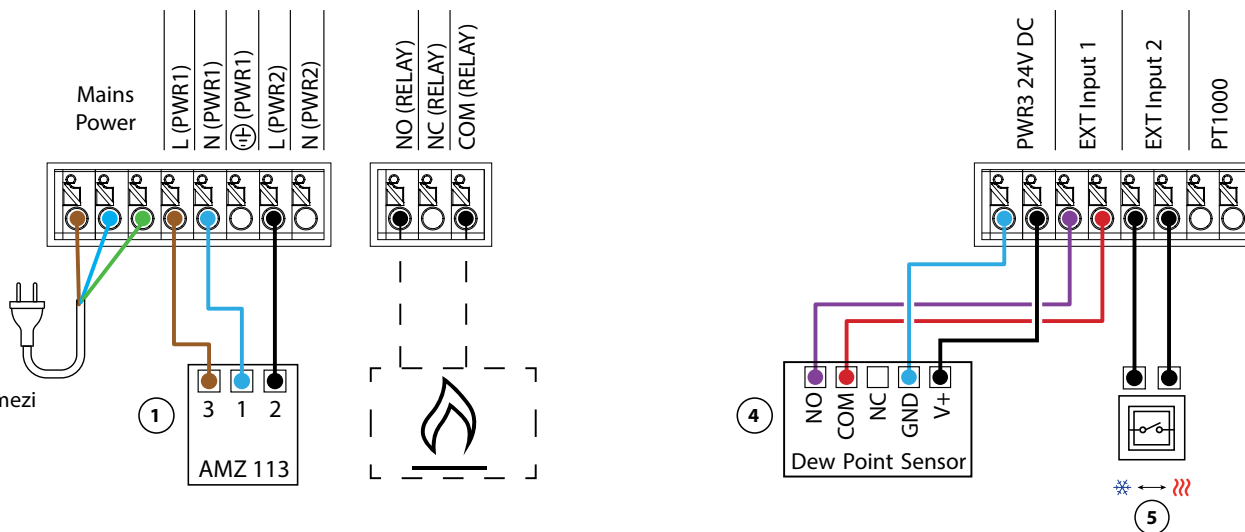 Mains
Power
L (PWR1)
N (PWR1)
(PWR1)
L (PWR2)
N (PWR2)
NO (RELAY)
NC (RELAY)
COM (RELAY)
PWR3 24V DC
EXT Input 1
EXT Input 2
PT1000
mezi
1
3 1 2
AMZ 113
4
NO
COM
NC
GND
V+
Dew Point Sensor
5